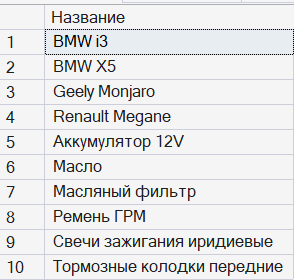 Название
1 BMW i3
2 BMW X5
3 Geely Monjaro
4 Renault Megane
5 Аккумулятор 12V
6 Масло
7 Масляный фильтр
8 Ремень ГРМ
9 Свечи зажигания иридиевые
10 Тормозные колодки передние